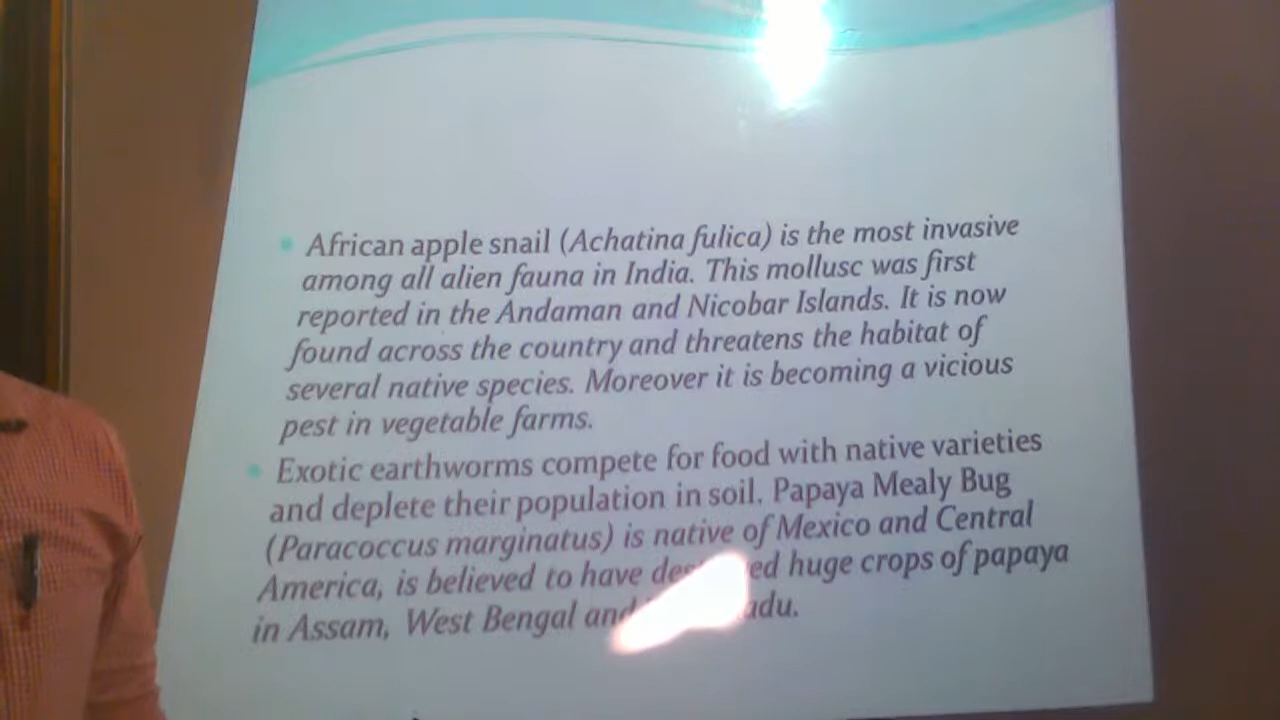 African apple snail (Achatina fulica) is the most invasive
among all alien fauna in India. This mollusc was first
reported in the Andaman and Nicobar Islands. It is now
found across the country and threatens the habitat of
several native species. Moreover it is becoming a vicious
pest in vegetable farms.
Exotic earthworms compete for food with native varieties
and deplete their population in soil. Papaya Mealy Bug
(Paracoccus marginatus) is native of Mexico and Central
America, is believed to have huge crops of papaya
in Assam, West Bengal and